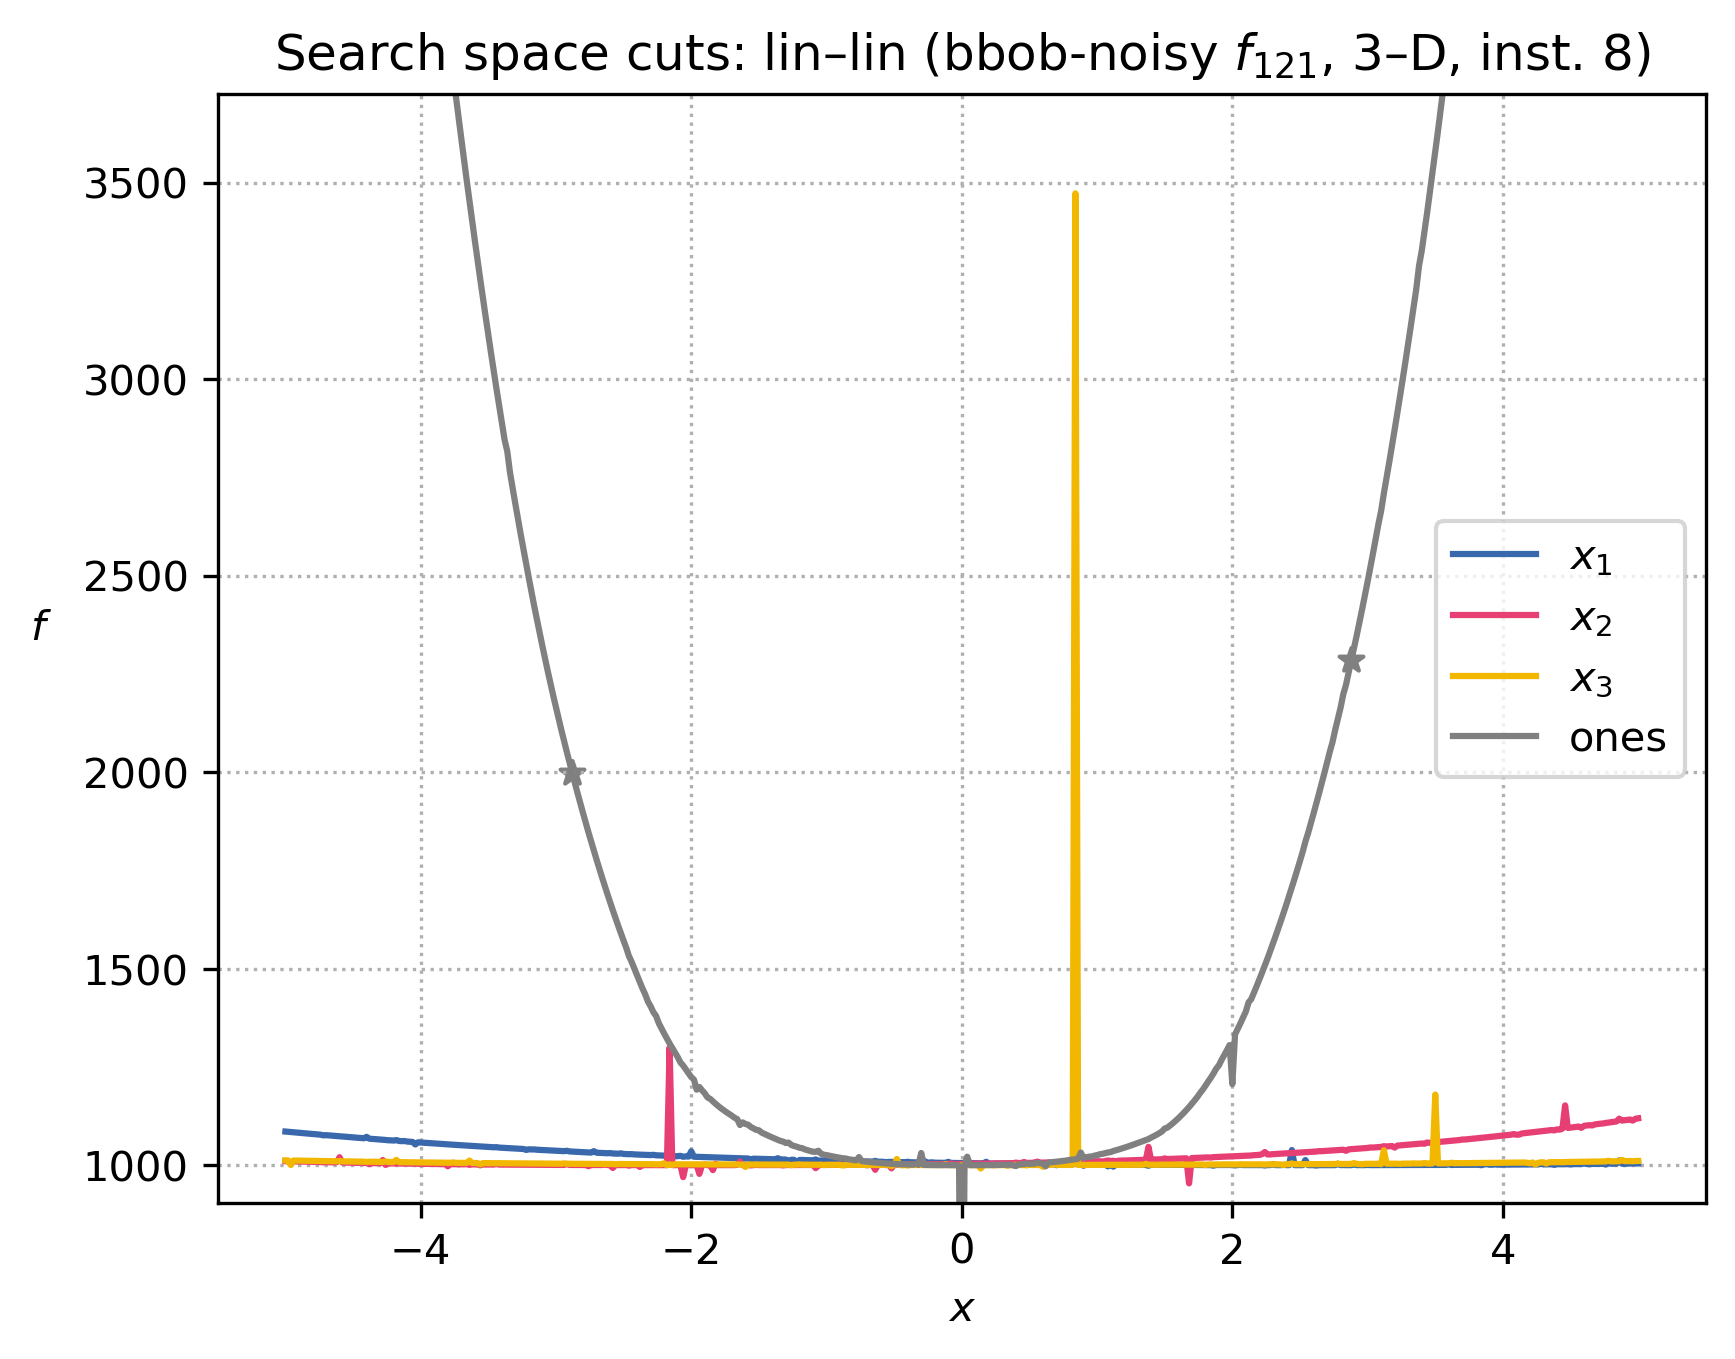 Search space cuts: lin–lin (bbob-noisy f₁₂₁, 3–D, inst. 8)
3500
3000
2500
2000
1500
1000
f
x₁
x₂
x₃
ones
−4
−2
0
2
4
x